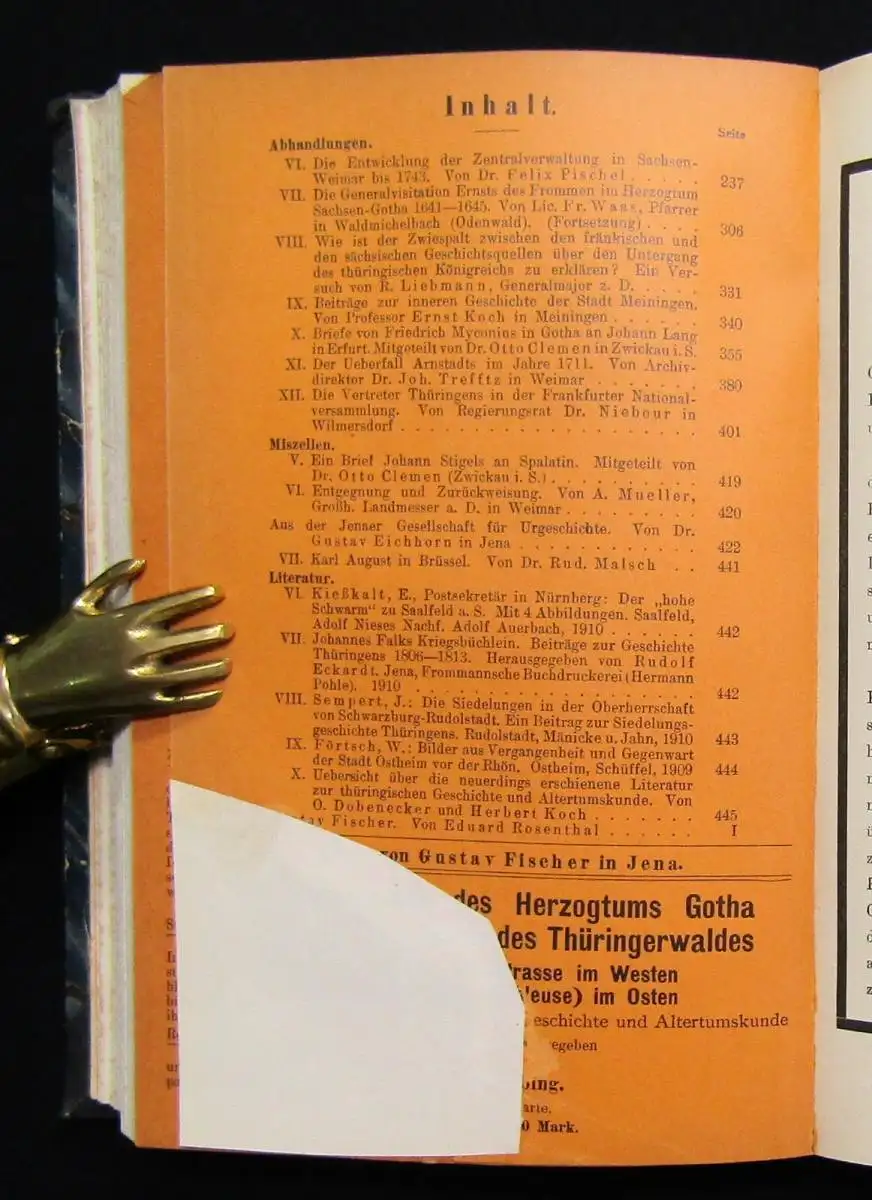 Inhalt.
Seite
Abhandlungen.
VI. Die Entwicklung der Zentralverwaltung in Sachsen-
Weimar bis 1743. Von Dr. Felix Pischel . . . . . 237
VII. Die Generalvisitation Ernsts des Frommen im Herzogtum
Sachsen-Gotha 1641—1645. Von Lic. Fr. Waas, Pfarrer
in Waldmichelbach (Odenwald). (Fortsetzung) . . . . 306
VIII. Wie ist der Zwiespalt zwischen den fränkischen und
den sächsischen Geschichtsquellen über den Untergang
des thüringischen Königreichs zu erklären? Ein Ver-
such von R. Liebmann, Generalmajor z. D. . . . . 331
IX. Beiträge zur inneren Geschichte der Stadt Meiningen.
Von Professor Ernst Koch in Meiningen . . . . . . 340
X. Briefe von Friedrich Myconius in Gotha an Johann Lang
in Erfurt. Mitgeteilt von Dr. Otto Clemen in Zwickau i. S. 355
XI. Der Ueberfall Arnstadts im Jahre 1711. Von Archiv-
direktor Dr. Joh. Trefftz in Weimar . . . . . . . 380
XII. Die Vertreter Thüringens in der Frankfurter National-
versammlung. Von Regierungsrat Dr. Niebour in
Wilmersdorf . . . . . . . . . . . . . . . . . . . 401
Miszellen.
V. Ein Brief Johann Stigels an Spalatin. Mitgeteilt von
Dr. Otto Clemen (Zwickau i. S.) . . . . . . . . . . 419
VI. Entgegnung und Zurückweisung. Von A. Mueller,
Großh. Landmesser a. D. in Weimar . . . . . . . . . 420
Aus der Jenaer Gesellschaft für Urgeschichte. Von Dr.
Gustav Eichhorn in Jena . . . . . . . . . . . . 422
VII. Karl August in Brüssel. Von Dr. Rud. Malsch . . 441
Literatur.
VI. Kießkalt, E., Postsekretär in Nürnberg: Der „hohe
Schwarm“ zu Saalfeld a. S. Mit 4 Abbildungen. Saalfeld,
Adolf Nieses Nachf. Adolf Auerbach, 1910 . . . . . . 442
VII. Johannes Falks Kriegsbüchlein. Beiträge zur Geschichte
Thüringens 1806—1813. Herausgegeben von Rudolf
Eckardt. Jena, Frommannsche Buchdruckerei (Hermann
Pohle). 1910 . . . . . . . . . . . . . . . . . . . 442
VIII. Sempert, J.: Die Siedelungen in der Oberherrschaft
von Schwarzburg-Rudolstadt. Ein Beitrag zur Siedelungs-
geschichte Thüringens. Rudolstadt, Mänicke u. Jahn, 1910 443
IX. Förtsch, W.: Bilder aus Vergangenheit und Gegenwart
der Stadt Ostheim vor der Rhön. Ostheim, Schüffel, 1909 444
X. Uebersicht über die neuerdings erschienene Literatur
zur thüringischen Geschichte und Altertumskunde. Von
O. Dobenecker und Herbert Koch . . . . . . . 445
Fischer. Von Eduard Rosenthal . . . . . . I
von Gustav Fischer in Jena.
des Herzogtums Gotha
des Thüringerwaldes
im Westen
im Osten
eschichte und Altertumskunde
egeben
arte.
0 Mark.